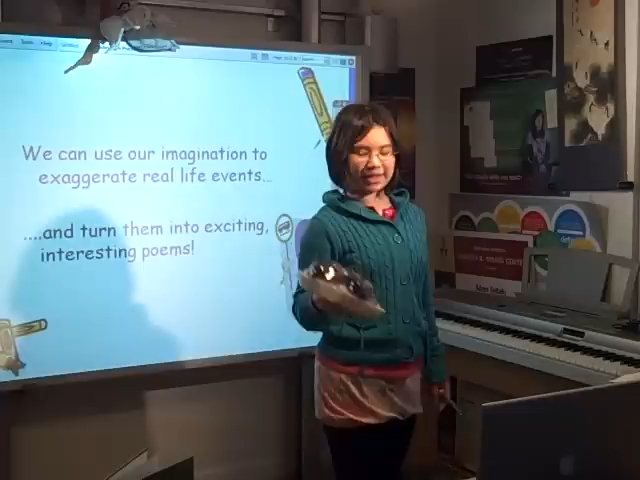 We can use our imagination to
exaggerate real life events...
....and turn them into exciting,
interesting poems!